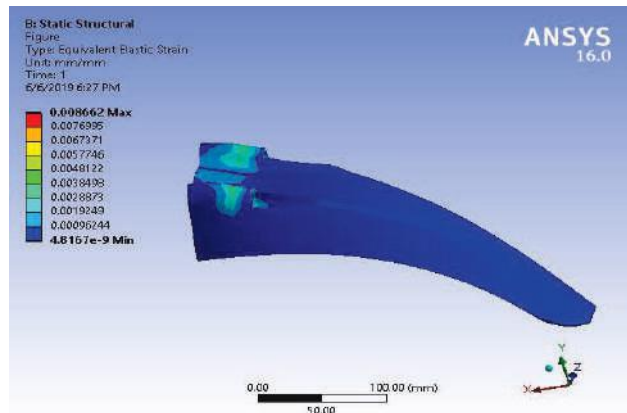 B: Static Structural
Figure
Type: Equivalent Elastic Strain
Unit: mm/mm
Time: 1
6/6/2019 6:27 PM
0.008662 Max
0.0076995
0.0067371
0.0057746
0.0048122
0.0038498
0.0028873
0.0019249
0.00096244
4.8167e-9 Min
ANSYS
16.0
Y
Z
X
0.00
100.00 (mm)
50.00